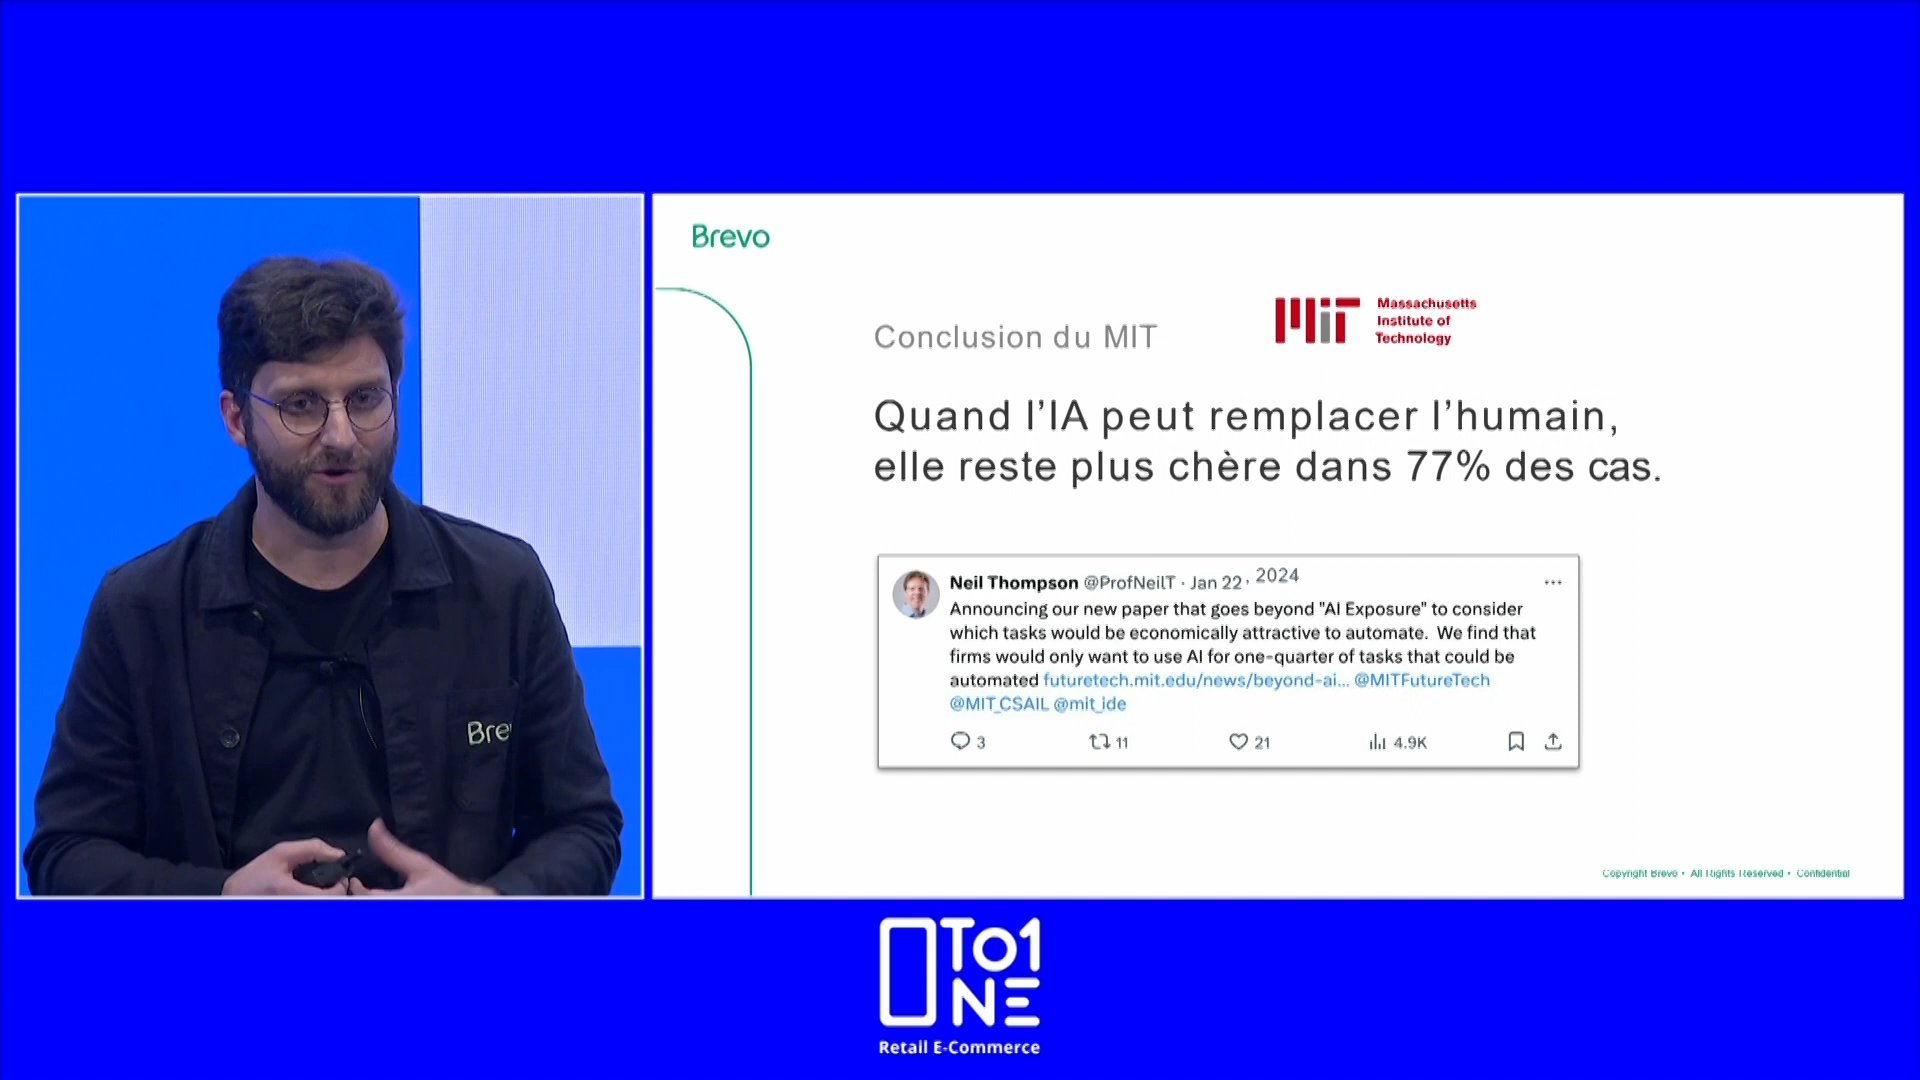 Brevo
Conclusion du MIT
MIT
Massachusetts
Institute of
Technology
Quand l'IA peut remplacer l'humain,
elle reste plus chère dans 77% des cas.
Neil Thompson @ProfNeilT · Jan 22, 2024
Announcing our new paper that goes beyond "AI Exposure" to consider
which tasks would be economically attractive to automate. We find that
firms would only want to use AI for one-quarter of tasks that could be
automated futuretech.mit.edu/news/beyond-ai... @MITFutureTech
@MIT_CSAIL @mit_ide
3 11 21 4.9K
Copyright Brevo • All Rights Reserved • Confidential
Bre
ONE To1
Retail E-Commerce